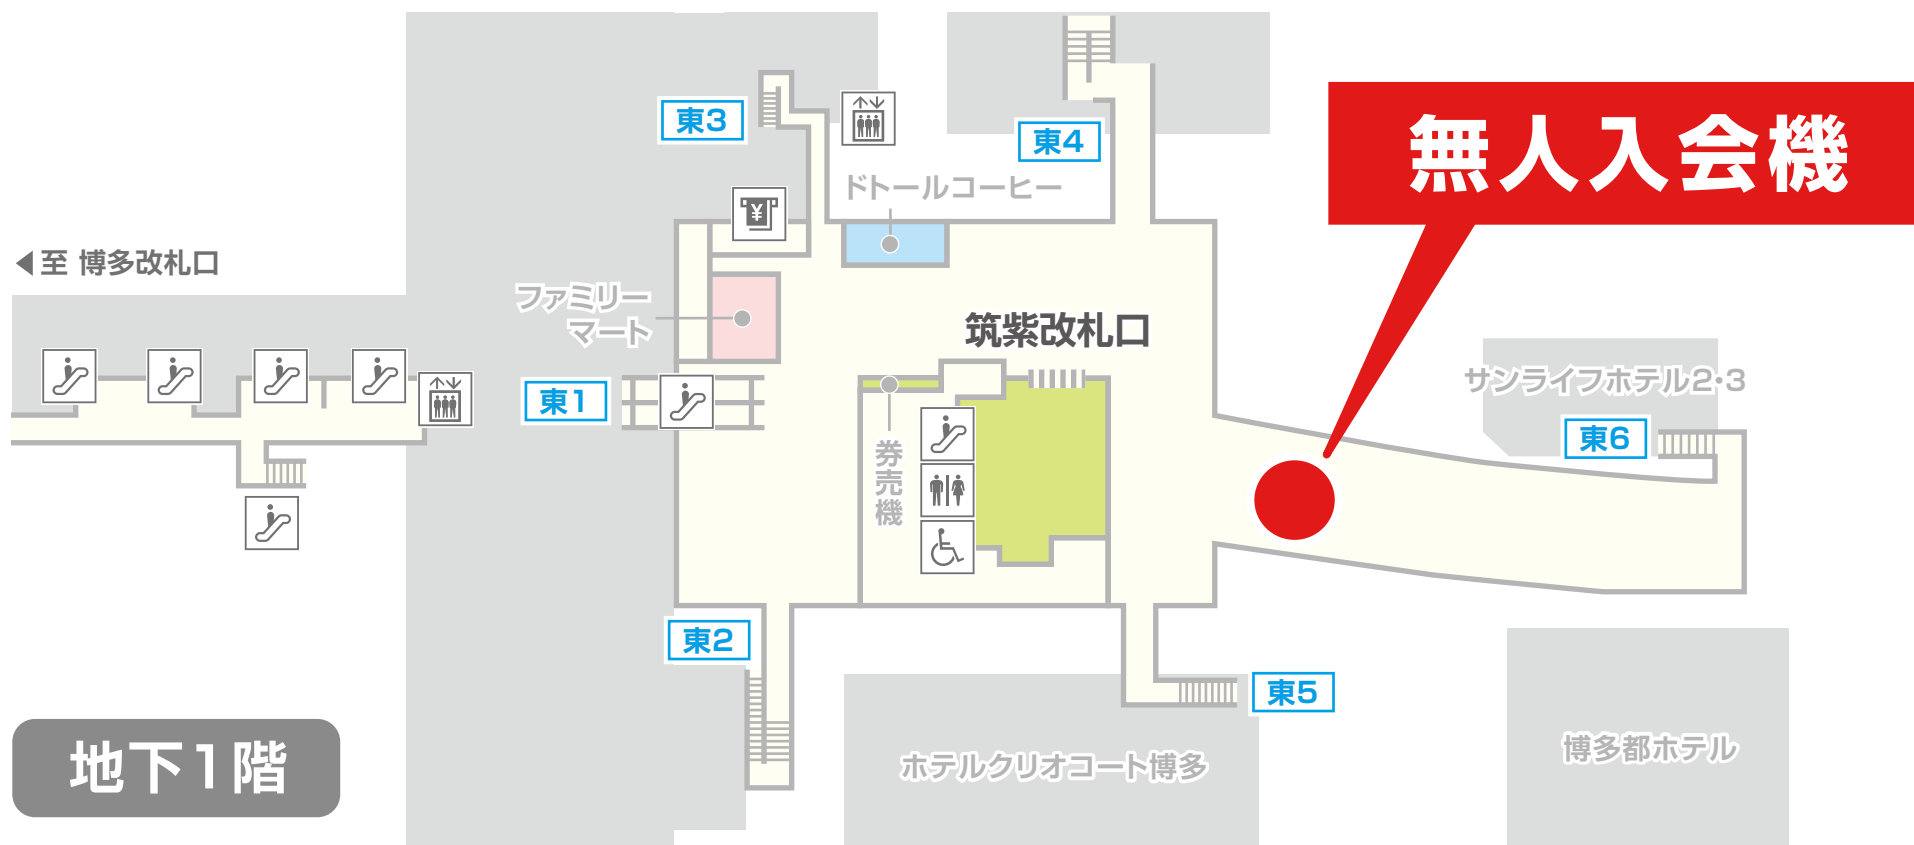 東3
東4
無人入会機
ドトールコーヒー
¥
至 博多改札口
ファミリー
マート
筑紫改札口
サンライフホテル2・3
東1
東6
券売機
東2
東5
地下1階
ホテルクリオコート博多
博多都ホテル